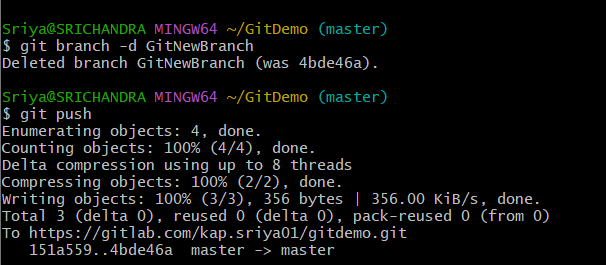 Sriya@SRICHANDRA MINGW64 ~/GitDemo (master)
$ git branch -d GitNewBranch
Deleted branch GitNewBranch (was 4bde46a).
Sriya@SRICHANDRA MINGW64 ~/GitDemo (master)
$ git push
Enumerating objects: 4, done.
Counting objects: 100% (4/4), done.
Delta compression using up to 8 threads
Compressing objects: 100% (2/2), done.
Writing objects: 100% (3/3), 356 bytes | 356.00 KiB/s, done.
Total 3 (delta 0), reused 0 (delta 0), pack-reused 0 (from 0)
To https://gitlab.com/kap.sriya01/gitdemo.git
   151a559..4bde46a  master -> master